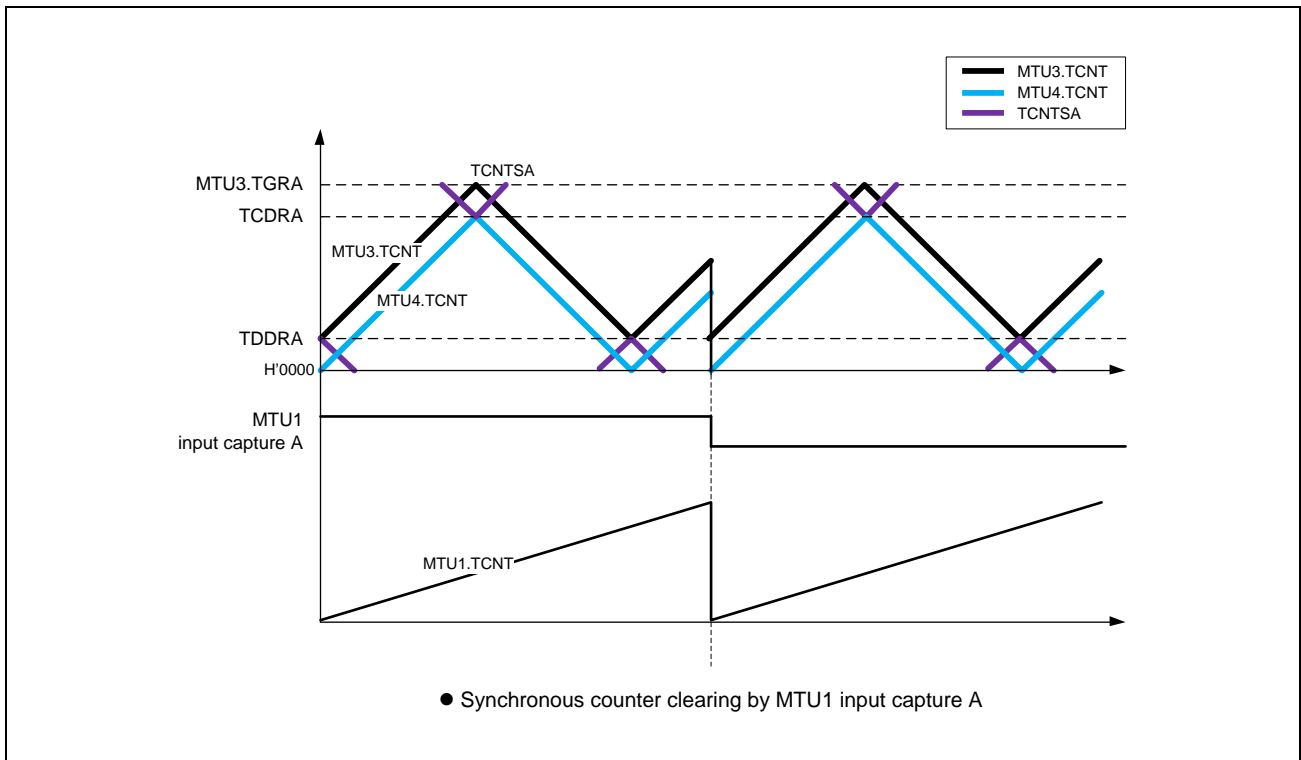 MTU3.TCNT
MTU4.TCNT
TCNTSA
TCNTSA
MTU3.TGRA
TCDRA
MTU3.TCNT
MTU4.TCNT
TDDRA
H'0000
MTU1
input capture A
MTU1.TCNT
● Synchronous counter clearing by MTU1 input capture A